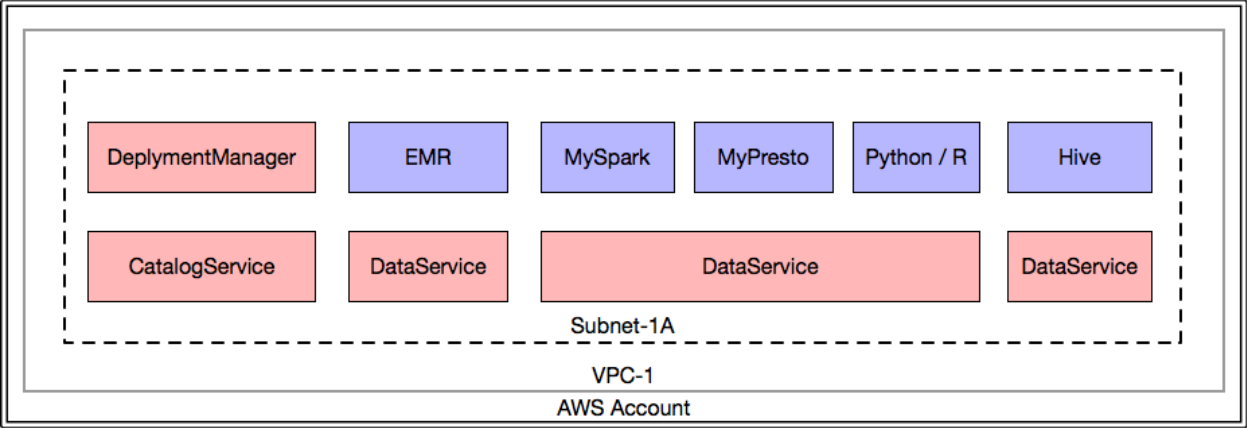 DeplymentManager
EMR
MySpark
MyPresto
Python / R
Hive
CatalogService
DataService
DataService
DataService
Subnet-1A
VPC-1
AWS Account